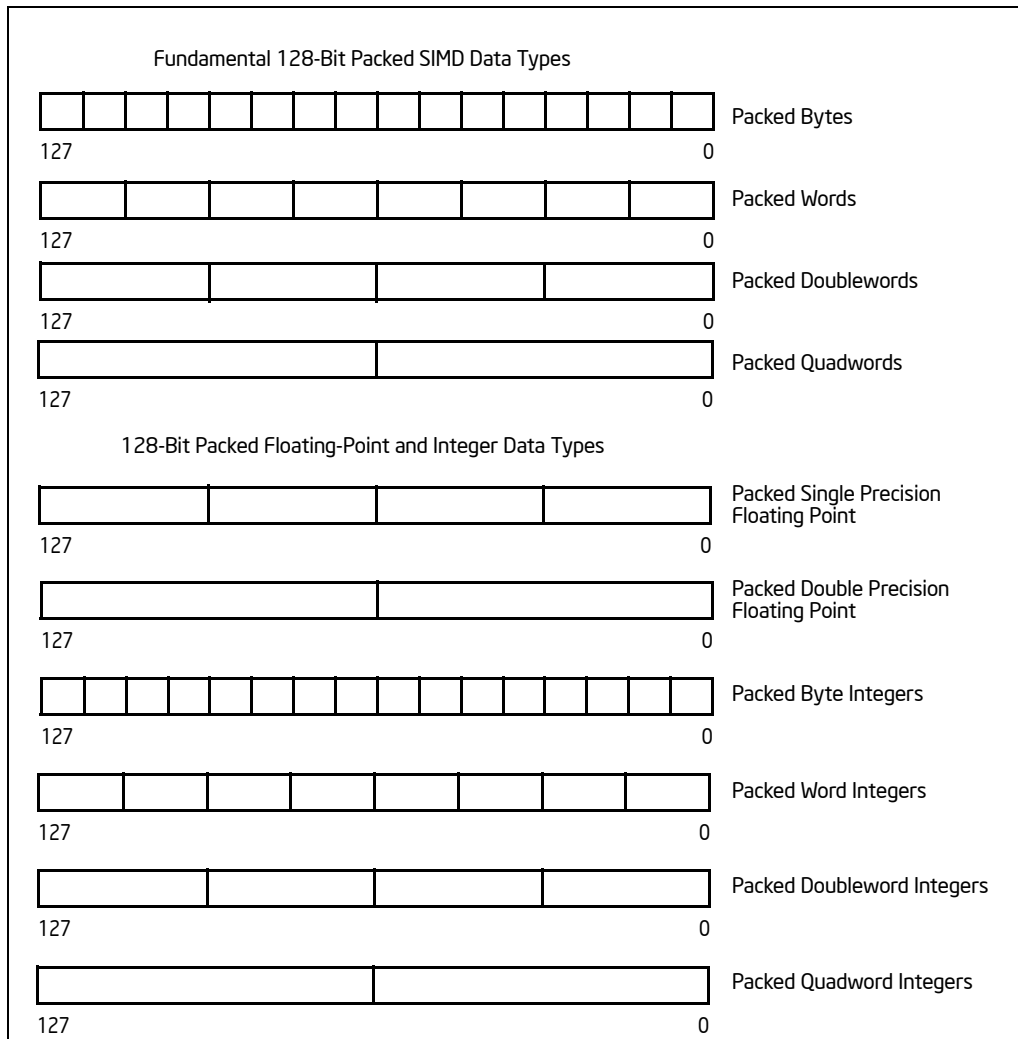 Fundamental 128-Bit Packed SIMD Data Types
Packed Bytes
127 0
Packed Words
127 0
Packed Doublewords
127 0
Packed Quadwords
127 0
128-Bit Packed Floating-Point and Integer Data Types
Packed Single Precision
Floating Point
127 0
Packed Double Precision
Floating Point
127 0
Packed Byte Integers
127 0
Packed Word Integers
127 0
Packed Doubleword Integers
127 0
Packed Quadword Integers
127 0